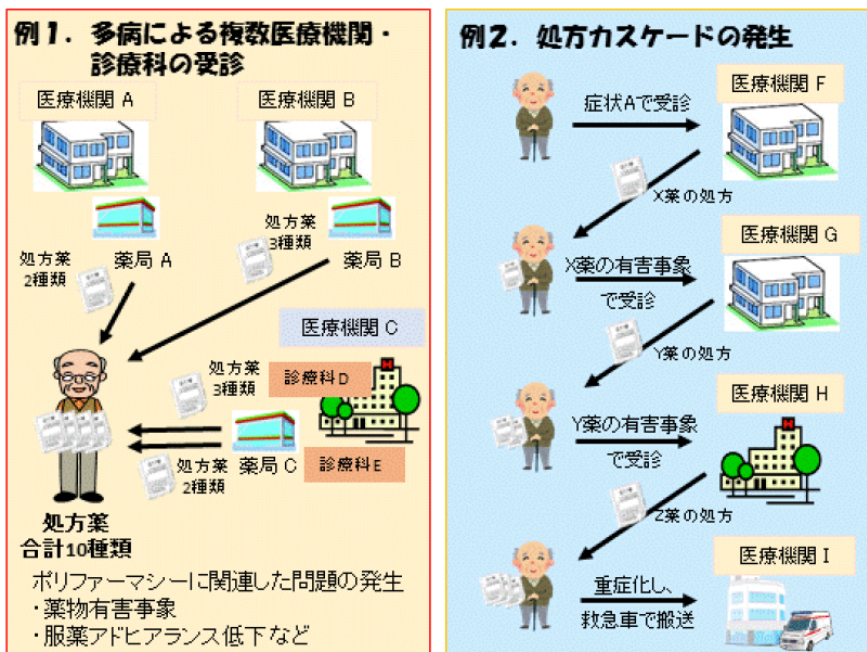 例1. 多病による複数医療機関・
診療科の受診
医療機関 A
医療機関 B
処方薬
2種類
薬局 A
処方薬
3種類
薬局 B
医療機関 C
処方薬
3種類
診療科D
薬局 C
診療科E
処方薬
2種類
処方薬
合計10種類
ポリファーマシーに関連した問題の発生
・薬物有害事象
・服薬アドヒアランス低下など
例2. 処方カスケードの発生
医療機関 F
症状Aで受診
X薬の処方
医療機関 G
X薬の有害事象
で受診
Y薬の処方
医療機関 H
Y薬の有害事象
で受診
Z薬の処方
医療機関 I
重症化し、
救急車で搬送